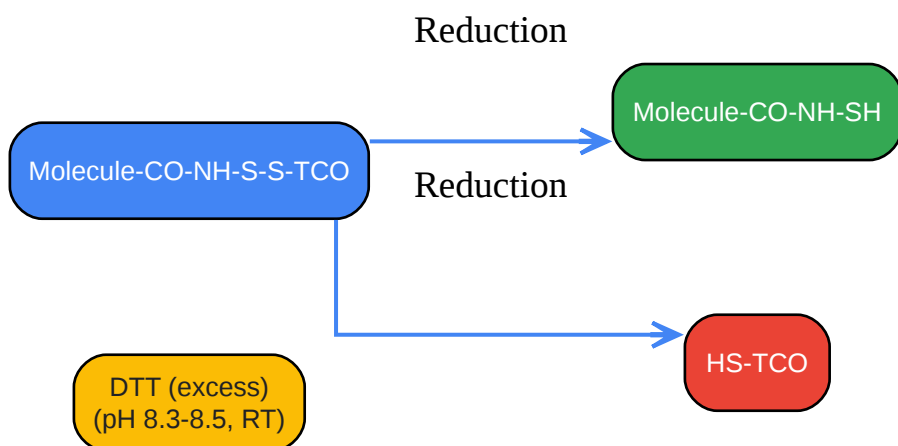 Reduction
Molecule-CO-NH-SH
Molecule-CO-NH-S-S-TCO
Reduction
HS-TCO
DTT (excess)
(pH 8.3-8.5, RT)